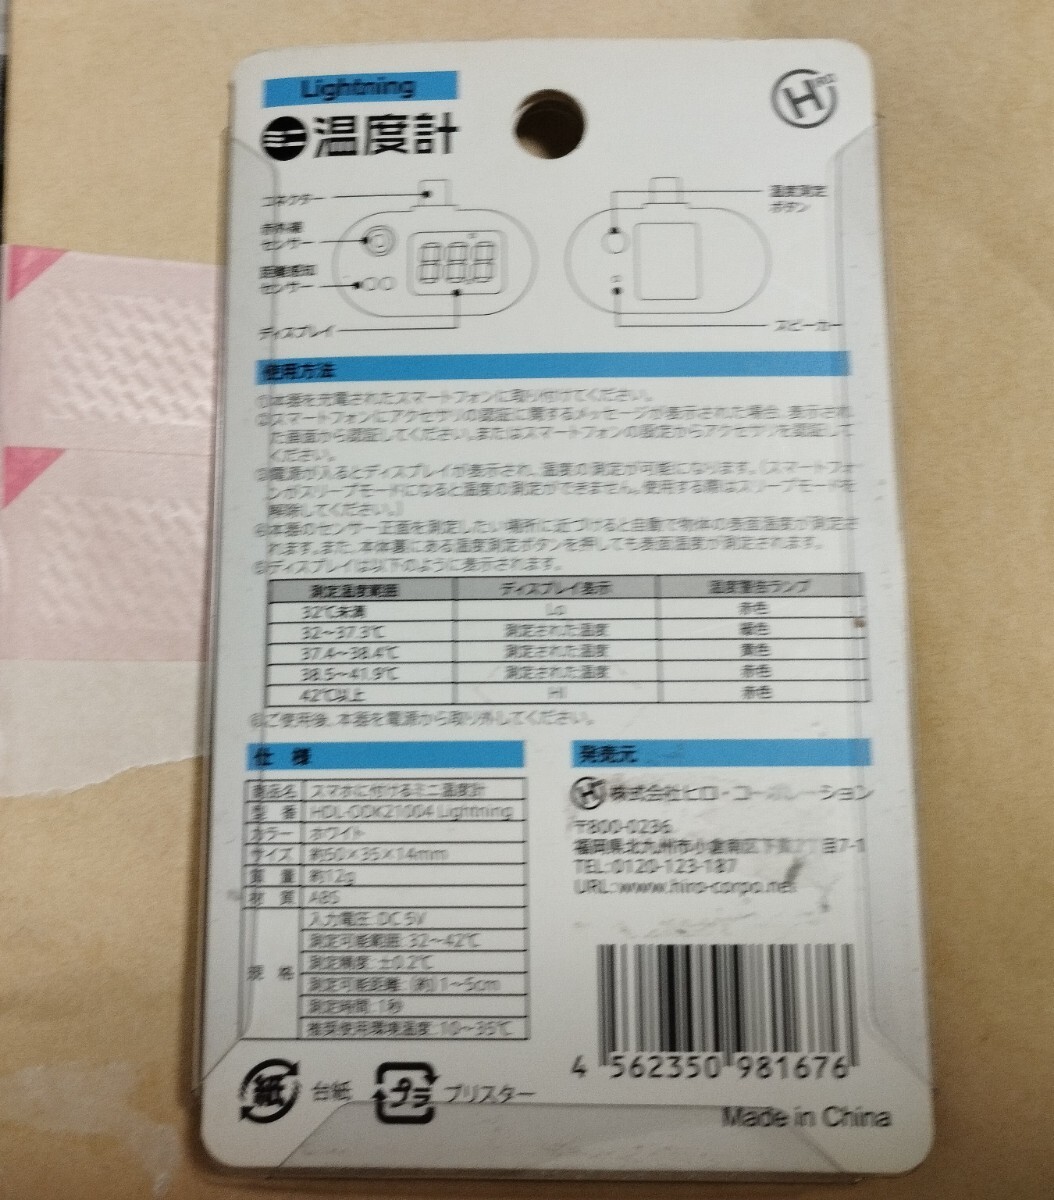 Lightning
ミニ 温度計
HIRO
コネクター
赤外線
センサー
距離感知
センサー
ディスプレイ
温度測定
ボタン
スピーカー
使用方法
①本器を充電されたスマートフォンに取り付けてください。
②スマートフォンにアクセサリの認証に関するメッセージが表示された場合、表示され
た画面から認証してください。またはスマートフォンの設定からアクセサリを認証して
ください。
③電源が入るとディスプレイが表示され、温度の測定が可能になります。(スマートフォ
ンがスリープモードになると温度の測定ができません。使用する際はスリープモードを
解除してください。)
④本器のセンサー正面を測定したい場所に近づけると自動で物体の表面温度が測定さ
れます。また、本体裏にある温度測定ボタンを押しても表面温度が測定されます。
⑤ディスプレイは以下のように表示されます。
測定温度範囲 ディスプレイ表示 温度警告ランプ
32℃未満 Lo 赤色
32～37.3℃ 測定された温度 緑色
37.4～38.4℃ 測定された温度 黄色
38.5～41.9℃ 測定された温度 赤色
42℃以上 Hi 赤色
⑥ご使用後、本器を電源から取り外してください。
仕 様
商品名 スマホに付けるミニ温度計
型 番 HDL-ODK21004 Lightning
カラー ホワイト
サイズ 約50×35×14mm
質 量 約12g
材 質 ABS
規 格 入力電圧:DC 5V
測定可能範囲:32～42℃
測定精度:±0.2℃
測定可能距離:(約)1～5cm
測定時間:1秒
推奨使用環境温度:10～35℃
発売元
株式会社ヒロ・コーポレーション
〒800-0236
福岡県北九州市小倉南区下 目7-1
TEL:0120-123-187
URL:www.hiro-corpo.net
4 562350 981676
紙 台紙 プラ ブリスター
Made in China